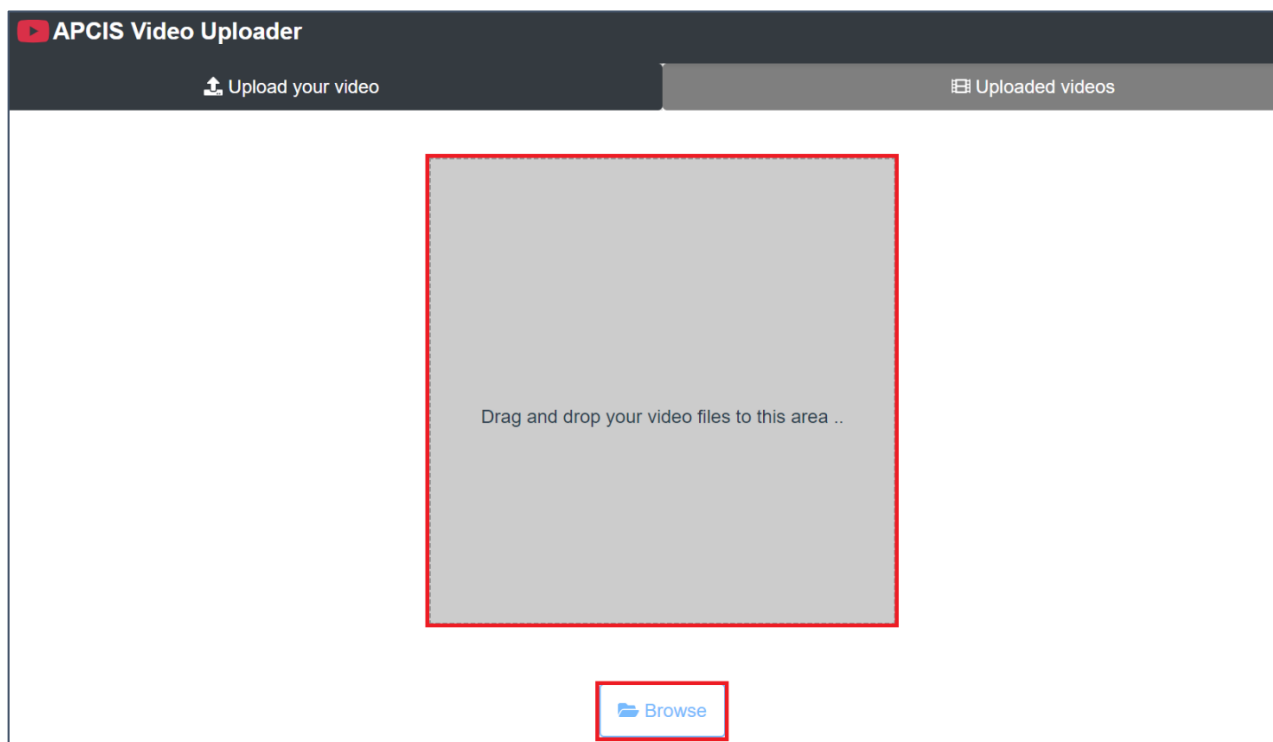 APCIS Video Uploader
Upload your video
Uploaded videos
Drag and drop your video files to this area ..
Browse